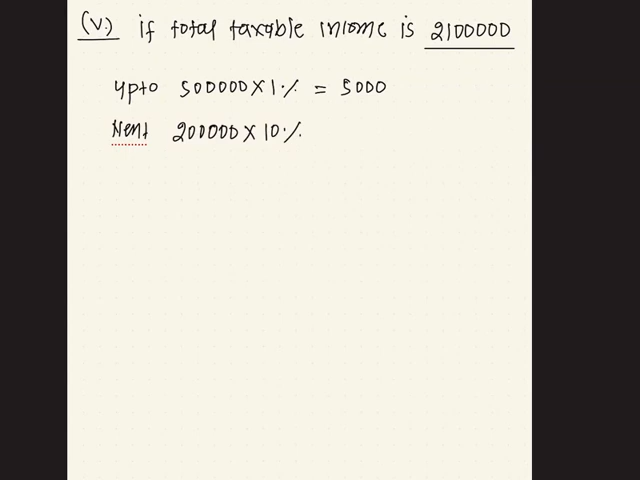 (V.) if total taxable income is 2100000
upto 500000 X 1% = 5000
Next 200000 X 10%